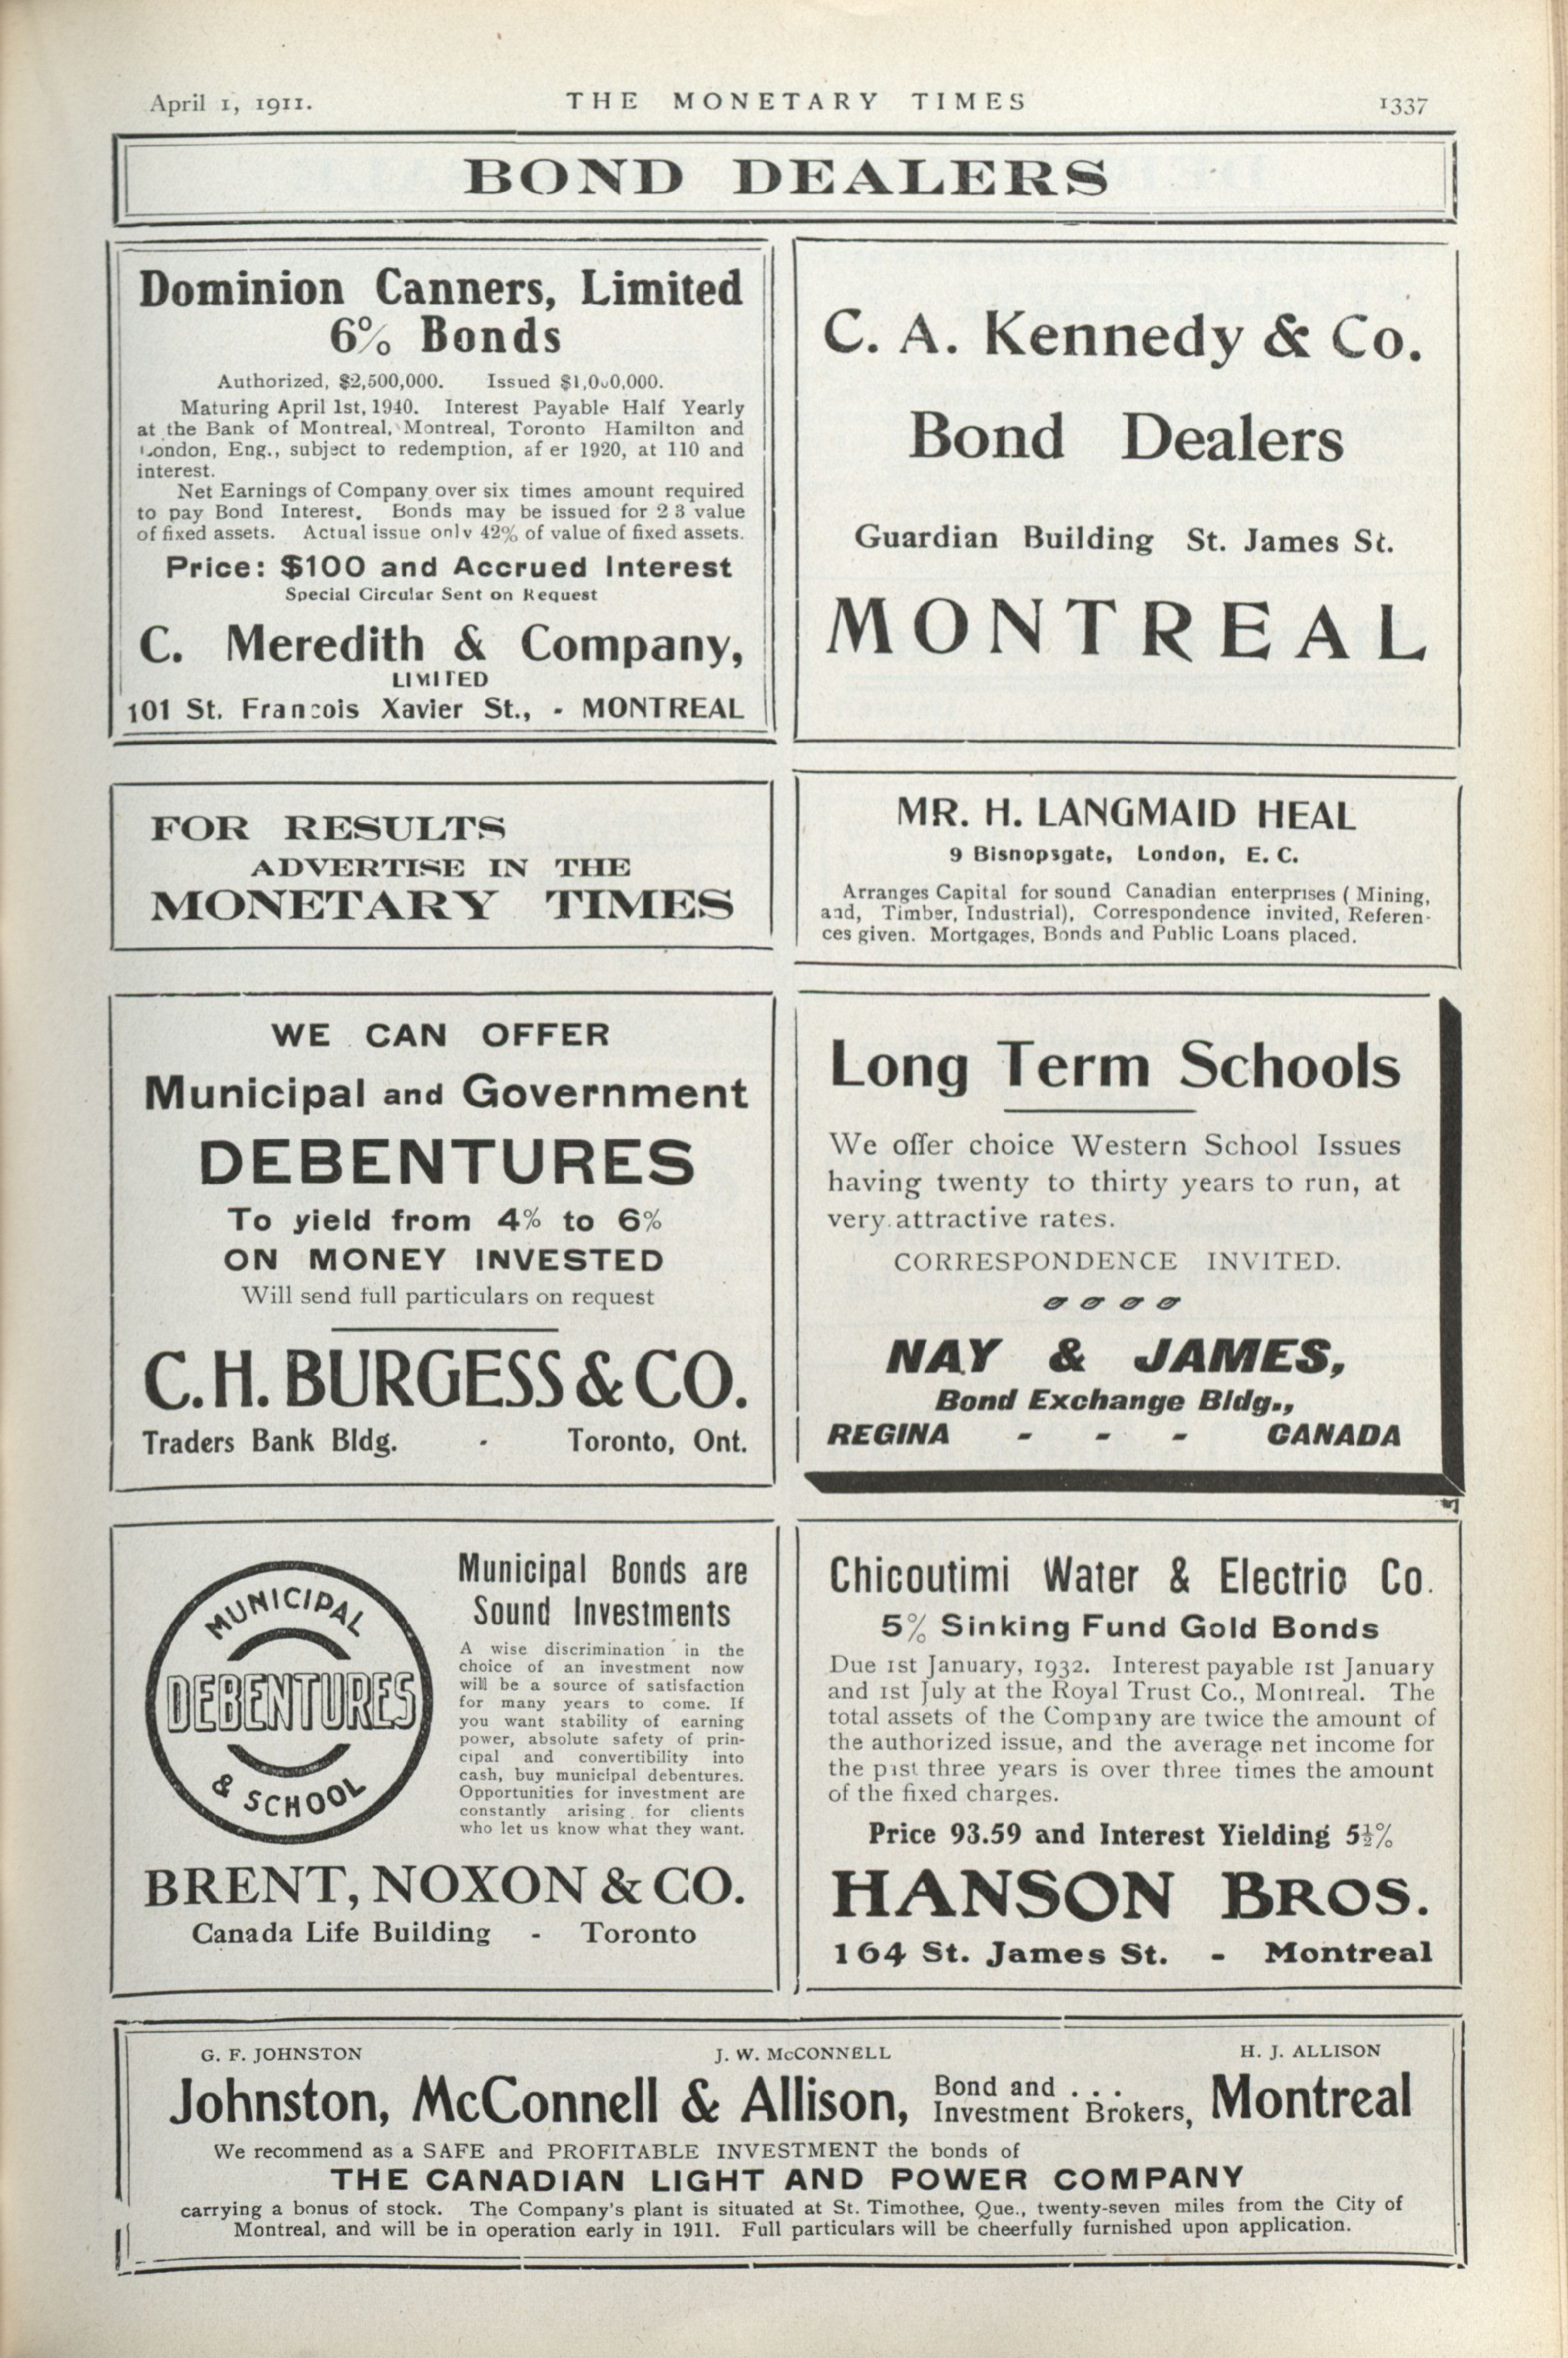 April 1, 1911.
THE MONETARY TIMES
1337
BOND DEALERS
Dominion Canners, Limited
6% Bonds
Authorized, $2,500,000. Issued $1,000,000.
Maturing April 1st, 1940. Interest Payable Half Yearly
at the Bank of Montreal, Montreal, Toronto Hamilton and
London, Eng., subject to redemption, af er 1920, at 110 and
interest.
Net Earnings of Company over six times amount required
to pay Bond Interest. Bonds may be issued for 2 3 value
of fixed assets. Actual issue only 42% of value of fixed assets.
Price: $100 and Accrued Interest
Special Circular Sent on Request
C. Meredith & Company,
LIMITED
101 St. Francois Xavier St., - MONTREAL
C. A. Kennedy & Co.
Bond Dealers
Guardian Building St. James St.
MONTREAL
FOR RESULTS
ADVERTISE IN THE
MONETARY TIMES
MR. H. LANGMAID HEAL
9 Bisnopsgate, London, E. C.
Arranges Capital for sound Canadian enterprises ( Mining,
and, Timber, Industrial), Correspondence invited, Referen-
ces given. Mortgages, Bonds and Public Loans placed.
WE CAN OFFER
Municipal and Government
DEBENTURES
To yield from 4% to 6%
ON MONEY INVESTED
Will send full particulars on request
C. H. BURGESS & CO.
Traders Bank Bldg. - Toronto, Ont.
Long Term Schools
We offer choice Western School Issues
having twenty to thirty years to run, at
very attractive rates.
CORRESPONDENCE INVITED.
NAY & JAMES,
Bond Exchange Bldg.,
REGINA - - - CANADA
MUNICIPAL
DEBENTURES
& SCHOOL
Municipal Bonds are
Sound Investments
A wise discrimination in the
choice of an investment now
will be a source of satisfaction
for many years to come. If
you want stability of earning
power, absolute safety of prin-
cipal and convertibility into
cash, buy municipal debentures.
Opportunities for investment are
constantly arising for clients
who let us know what they want.
BRENT, NOXON & CO.
Canada Life Building - Toronto
Chicoutimi Water & Electric Co.
5% Sinking Fund Gold Bonds
Due 1st January, 1932. Interest payable 1st January
and 1st July at the Royal Trust Co., Montreal. The
total assets of the Company are twice the amount of
the authorized issue, and the average net income for
the past three years is over three times the amount
of the fixed charges.
Price 93.59 and Interest Yielding 5½%
HANSON BROS.
164 St. James St. - Montreal
G. F. JOHNSTON J. W. McCONNELL H. J. ALLISON
Johnston, McConnell & Allison, Bond and . . . Investment Brokers, Montreal
We recommend as a SAFE and PROFITABLE INVESTMENT the bonds of
THE CANADIAN LIGHT AND POWER COMPANY
carrying a bonus of stock. The Company's plant is situated at St. Timothee, Que., twenty-seven miles from the City of
Montreal, and will be in operation early in 1911. Full particulars will be cheerfully furnished upon application.